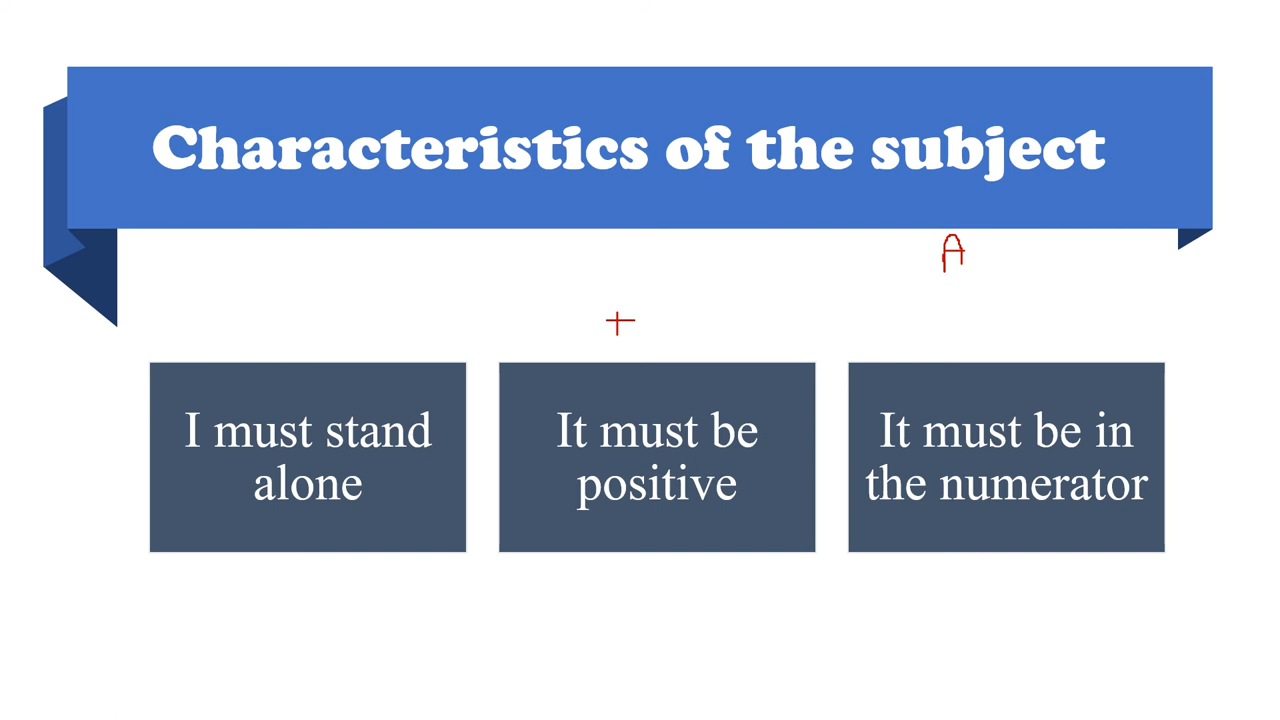 Characteristics of the subject
A
+
I must stand
alone
It must be
positive
It must be in
the numerator